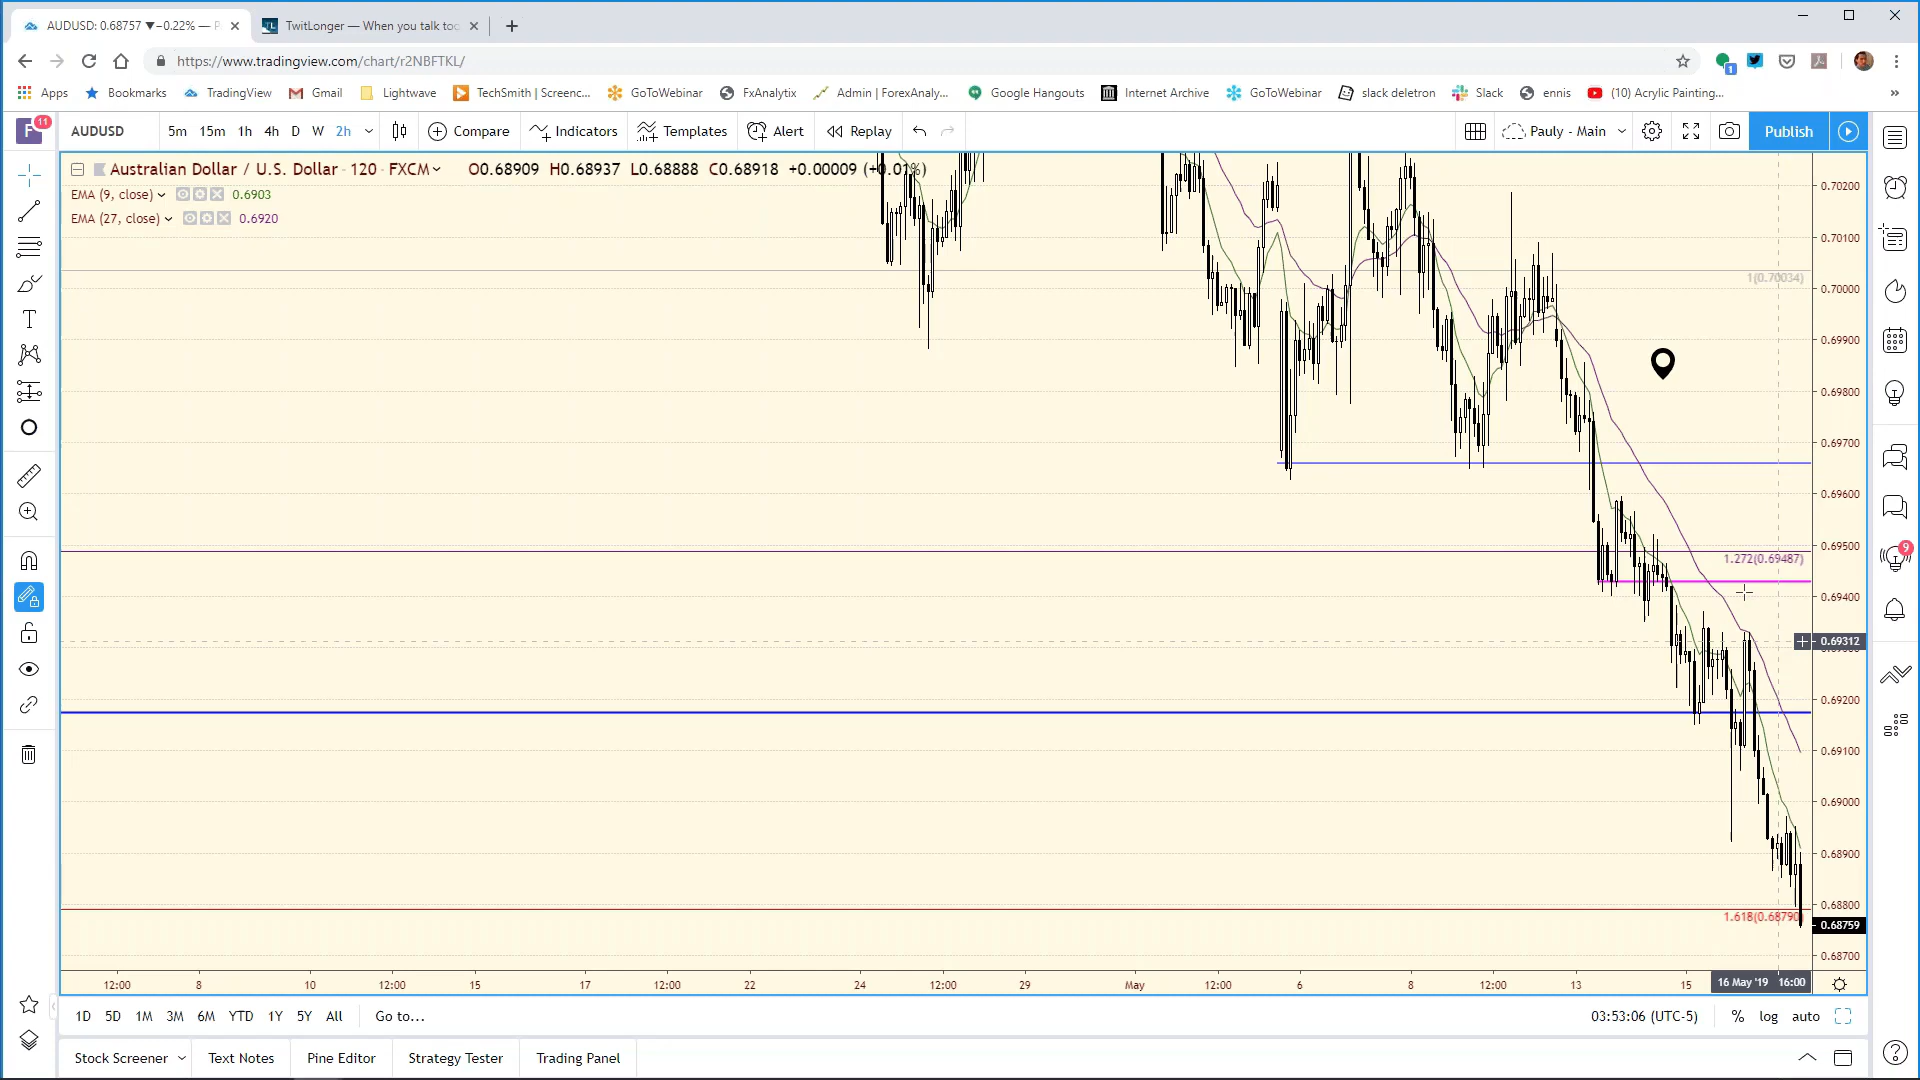 AUDUSD: 0.68757 ▼−0.22% — P
TwitLonger — When you talk too
https://www.tradingview.com/chart/r2NBFTKL/
1
Apps Bookmarks TradingView Gmail Lightwave TechSmith | Screenc... GoToWebinar FxAnalytix Admin | ForexAnaly... Google Hangouts Internet Archive GoToWebinar slack deletron Slack ennis (10) Acrylic Painting... »
F 11 AUDUSD 5m 15m 1h 4h D W 2h Compare Indicators Templates Alert Replay Pauly - Main Publish
Australian Dollar / U.S. Dollar · 120 · FXCM O0.68909 H0.68937 L0.68888 C0.68918 +0.00009 (+0.01%)
EMA (9, close) 0.6903
EMA (27, close) 0.6920
0.70200
0.70100
1(0.70034)
0.70000
0.69900
0.69800
0.69700
0.69600
0.69500
1.272(0.69487)
9
0.69400
0.69312
0.69200
0.69100
0.69000
0.68900
0.68800
1.618(0.68790)
0.68759
0.68700
12:00 8 10 12:00 15 17 12:00 22 24 12:00 29 May 12:00 6 8 12:00 13 15 16 May '19 16:00
1D 5D 1M 3M 6M YTD 1Y 5Y All Go to... 03:53:06 (UTC-5) % log auto
Stock Screener Text Notes Pine Editor Strategy Tester Trading Panel